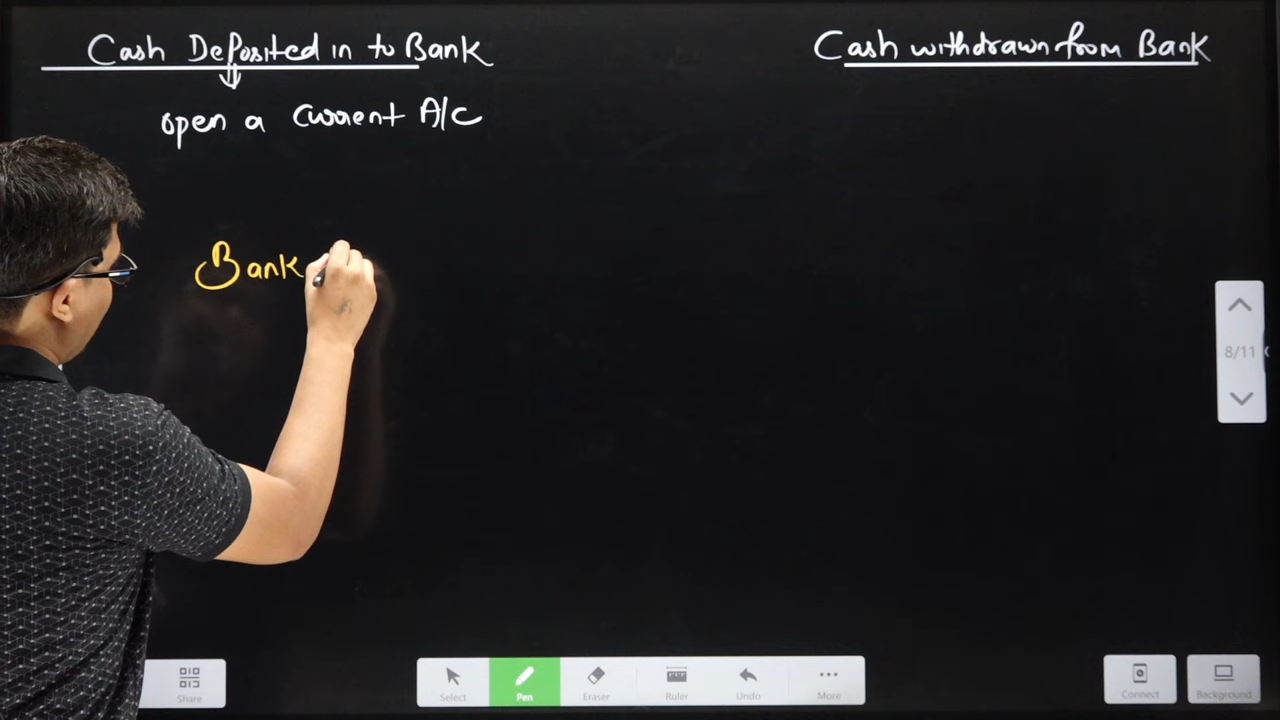 Cash Deposited in to Bank
Cash withdrawn from Bank
open a current A/c
Bank
8/11
Share
Select
Pen
Eraser
Ruler
Undo
More
Connect
Background